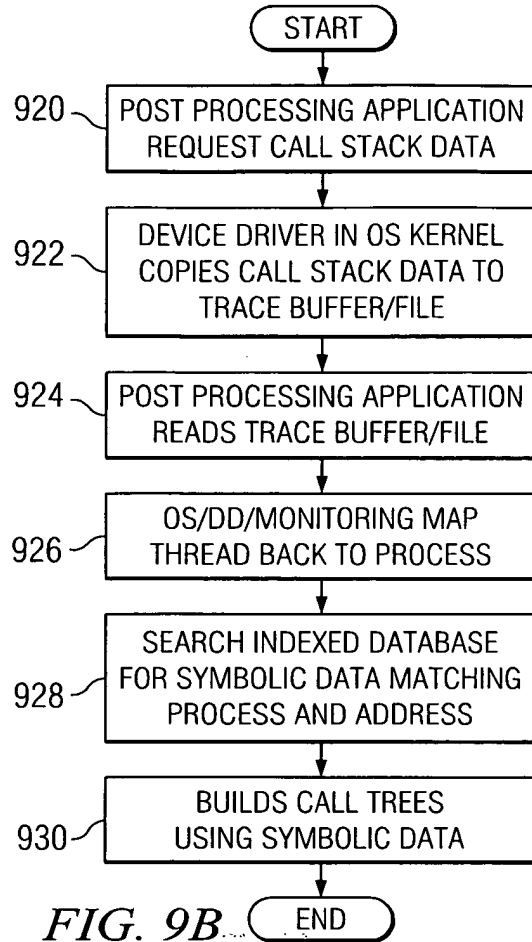 START
920
POST PROCESSING APPLICATION
REQUEST CALL STACK DATA
922
DEVICE DRIVER IN OS KERNEL
COPIES CALL STACK DATA TO
TRACE BUFFER/FILE
924
POST PROCESSING APPLICATION
READS TRACE BUFFER/FILE
926
OS/DD/MONITORING MAP
THREAD BACK TO PROCESS
928
SEARCH INDEXED DATABASE
FOR SYMBOLIC DATA MATCHING
PROCESS AND ADDRESS
930
BUILDS CALL TREES
USING SYMBOLIC DATA
END
FIG. 9B